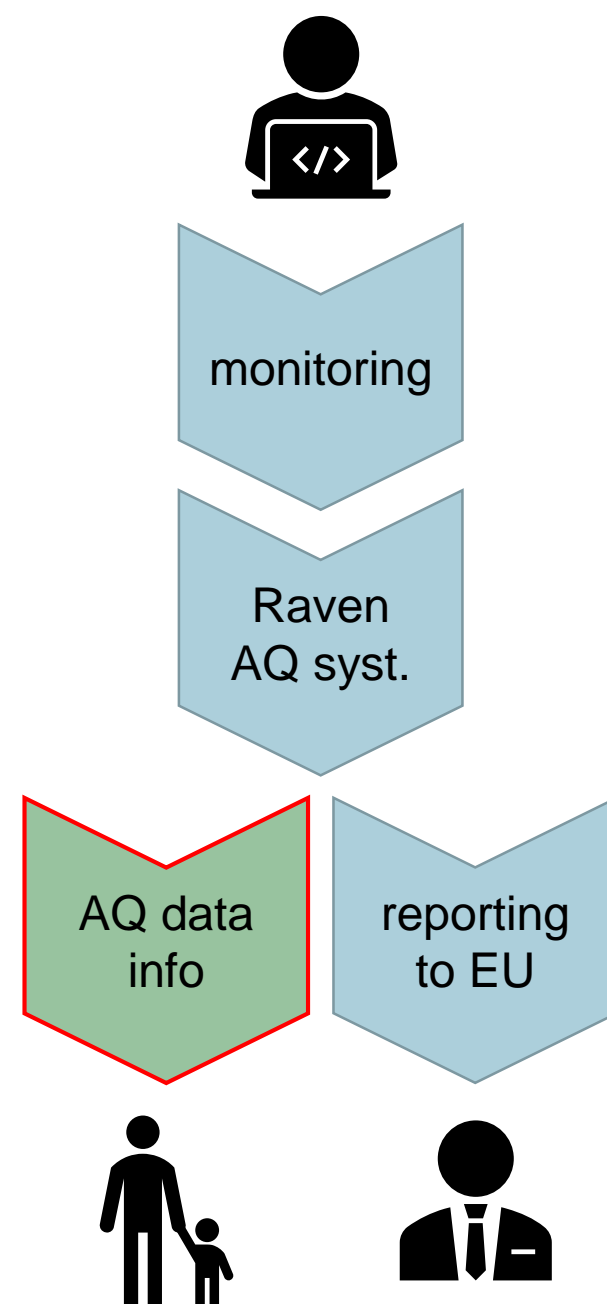 </>
monitoring
Raven
AQ syst.
AQ data
info
reporting
to EU